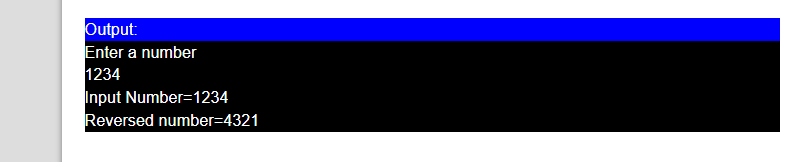 Output:
Enter a number
1234
Input Number=1234
Reversed number=4321